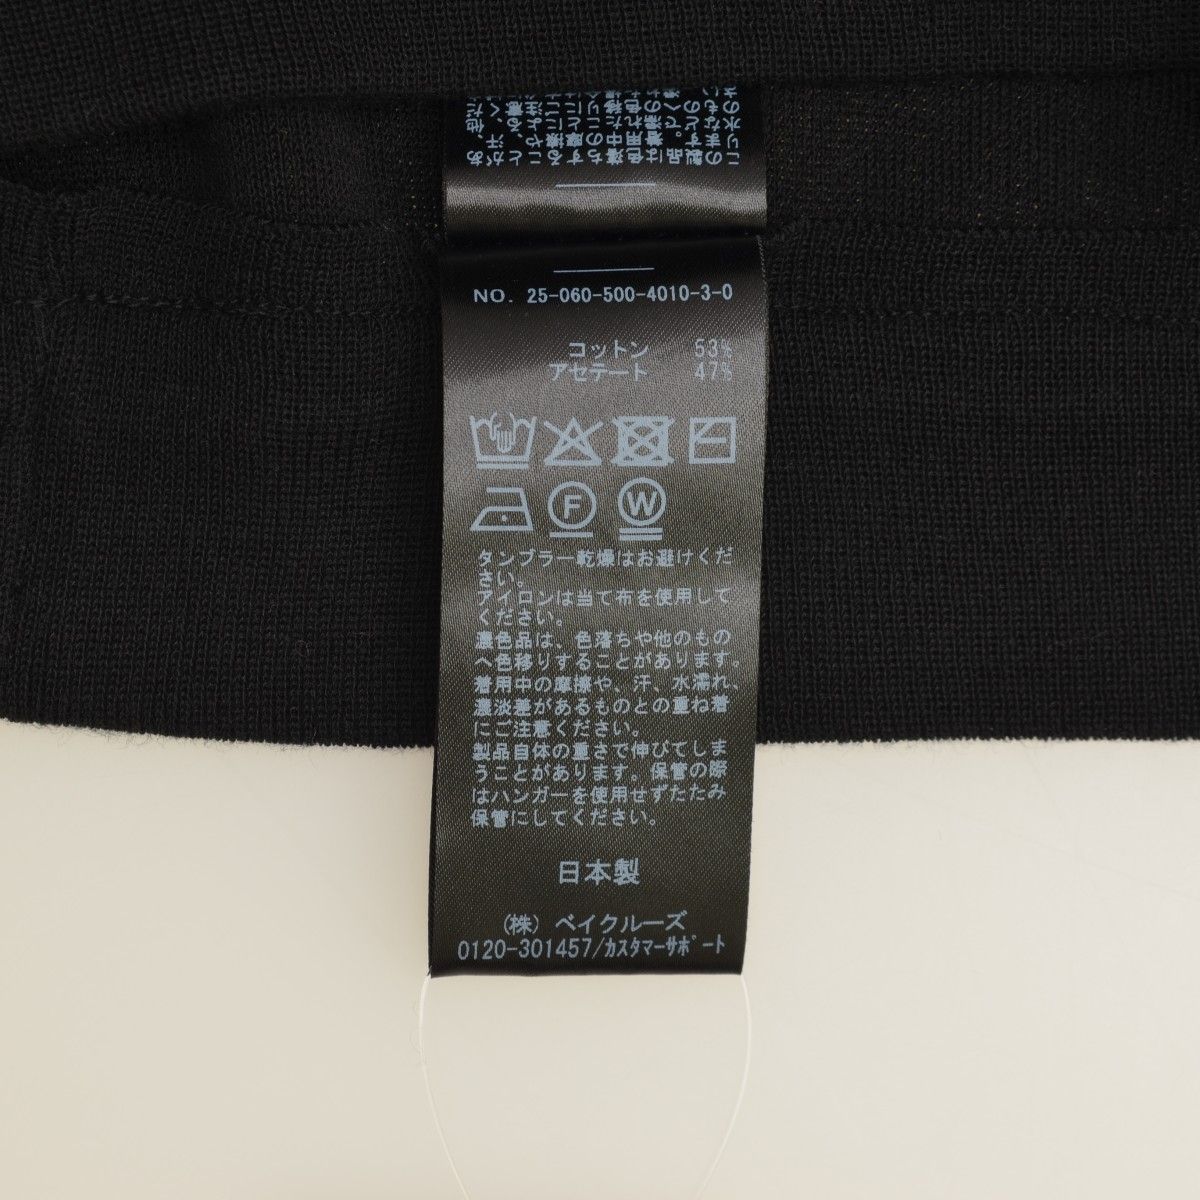 NO. 25-060-500-4010-3-0
コットン 53%
アセテート 47%
F
W
タンブラー乾燥はお避けくだ
さい。
アイロンは当て布を使用して
ください。
濃色品は、色落ちや他のもの
へ色移りすることがあります。
着用中の摩擦や、汗、水濡れ、
濃淡差があるものとの重ね着
にご注意ください。
製品自体の重さで伸びてしま
うことがあります。保管の際
はハンガーを使用せずたたみ
保管にしてください。
日本製
(株) ベイクルーズ
0120-301457/カスタマーサポート